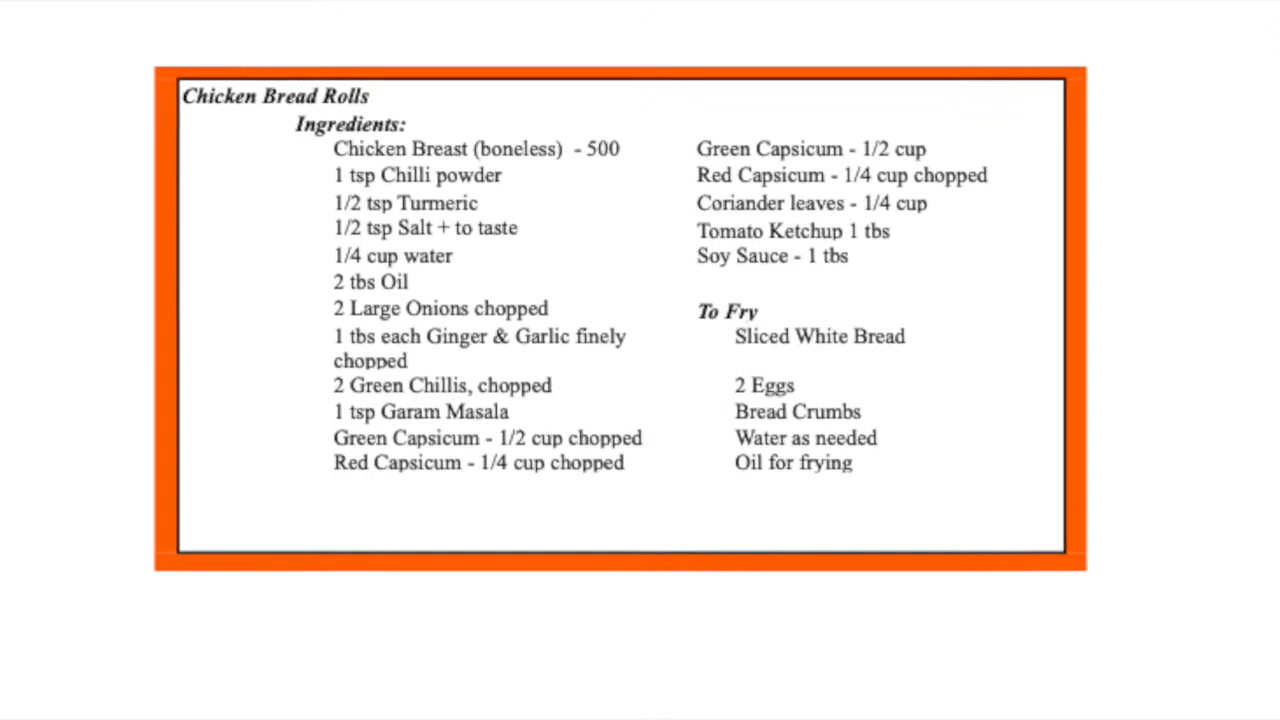 Chicken Bread Rolls
Ingredients:
Chicken Breast (boneless)  - 500
1 tsp Chilli powder
1/2 tsp Turmeric
1/2 tsp Salt + to taste
1/4 cup water
2 tbs Oil
2 Large Onions chopped
1 tbs each Ginger & Garlic finely
chopped
2 Green Chillis, chopped
1 tsp Garam Masala
Green Capsicum - 1/2 cup chopped
Red Capsicum - 1/4 cup chopped
Green Capsicum - 1/2 cup
Red Capsicum - 1/4 cup chopped
Coriander leaves - 1/4 cup
Tomato Ketchup 1 tbs
Soy Sauce - 1 tbs
To Fry
Sliced White Bread
2 Eggs
Bread Crumbs
Water as needed
Oil for frying